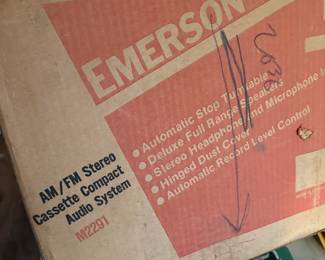 EMERSON
• Automatic Stop Turntable
• Deluxe Full Range Speakers
• Stereo Headphone and Microphone
• Hinged Dust Cover
• Automatic Record Level Control
AM/FM Stereo
Cassette Compact
Audio System
M2291